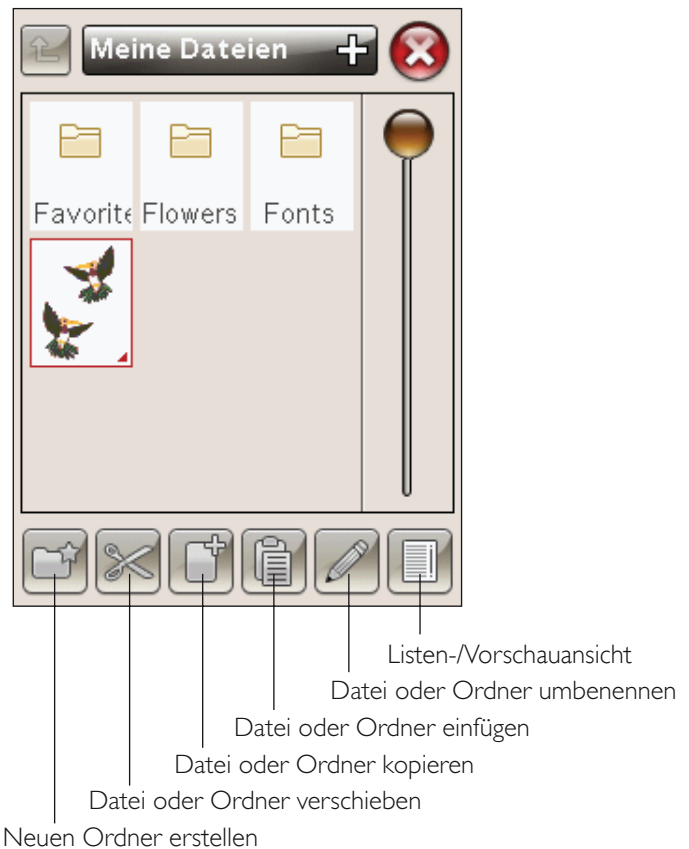 Meine Dateien
Favorite Flowers Fonts
Listen-/Vorschauansicht
Datei oder Ordner umbenennen
Datei oder Ordner einfügen
Datei oder Ordner kopieren
Datei oder Ordner verschieben
Neuen Ordner erstellen